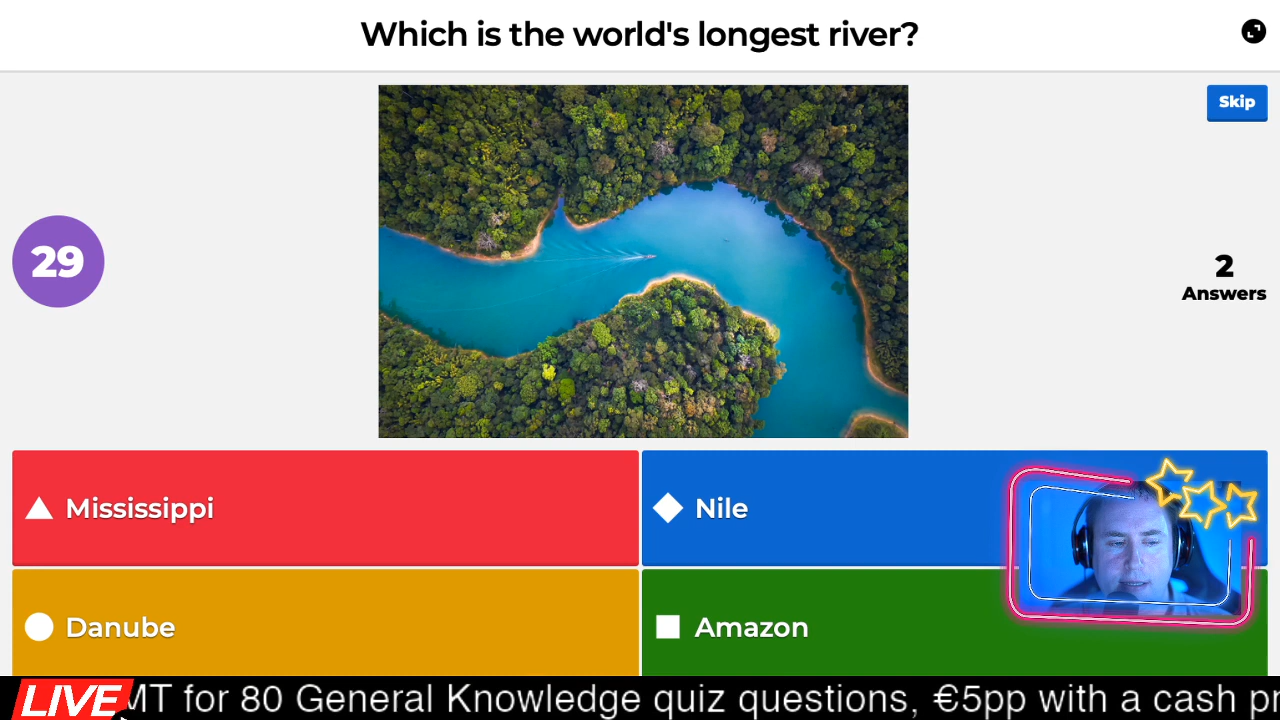 Which is the world's longest river?
Skip
29
2
Answers
Mississippi
Nile
Danube
Amazon
LIVE
MT for 80 General Knowledge quiz questions, €5pp with a cash pr